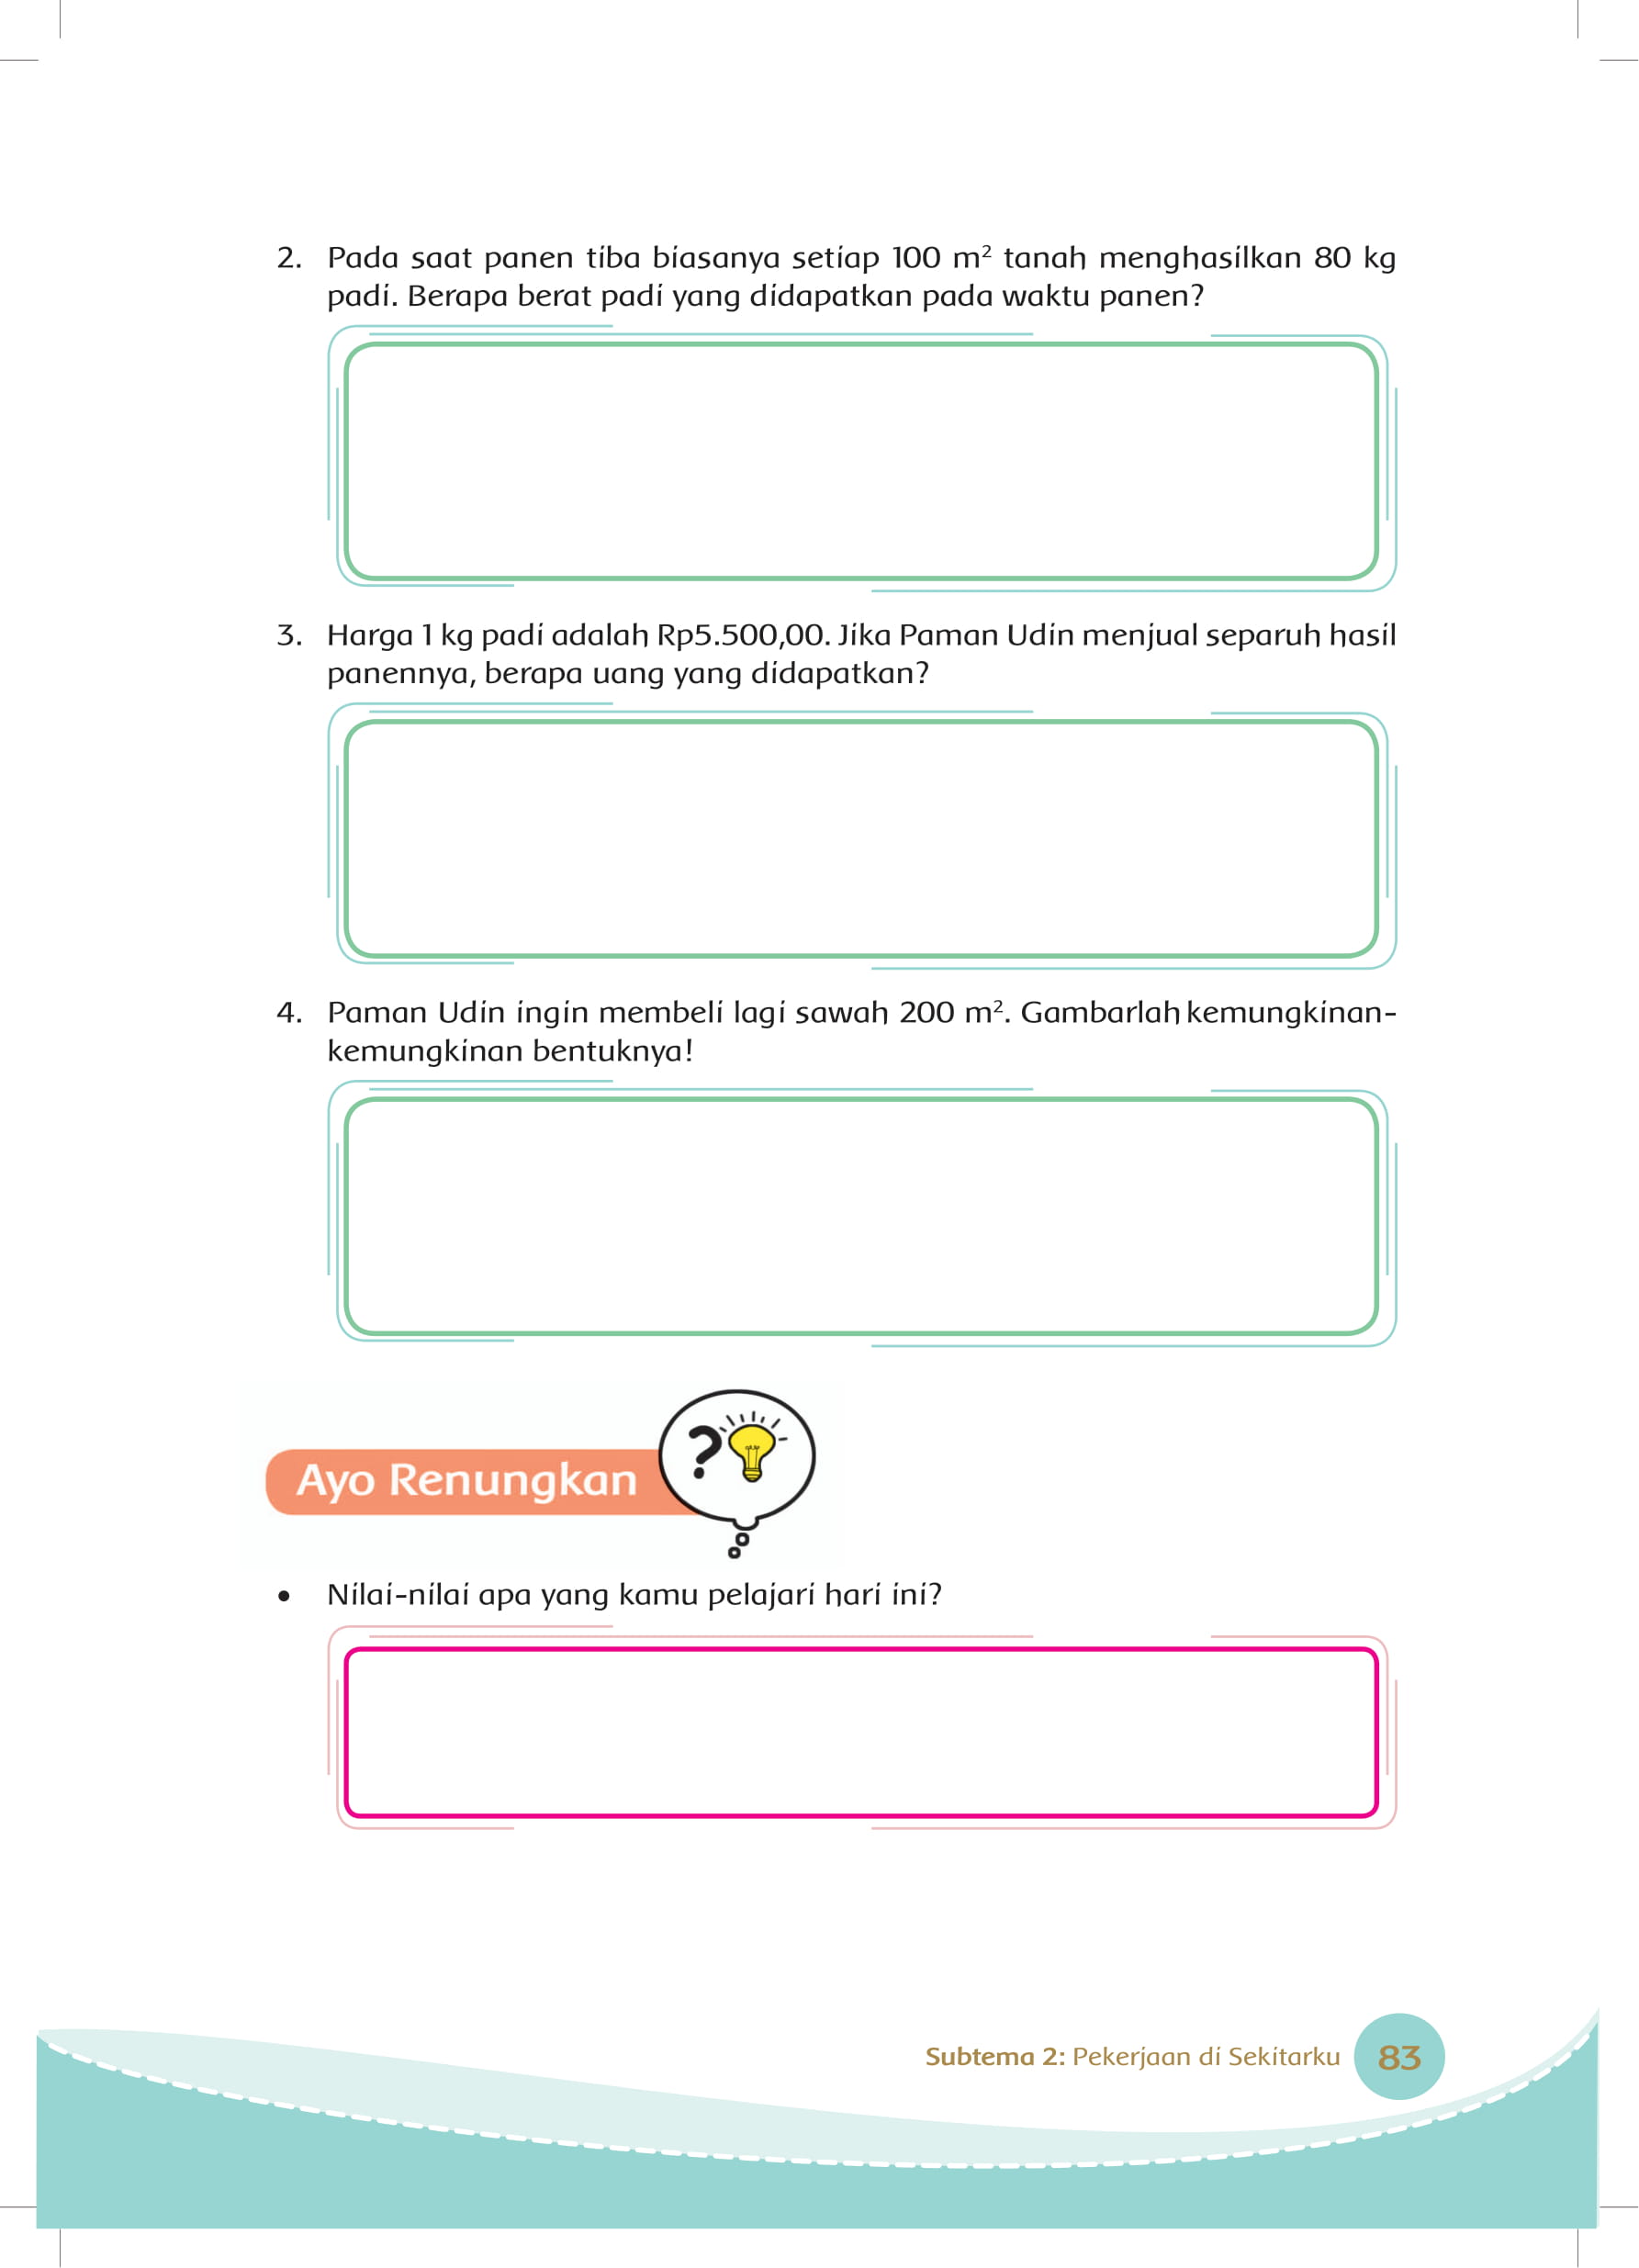 2. Pada saat panen tiba biasanya setiap 100 m² tanah menghasilkan 80 kg
padi. Berapa berat padi yang didapatkan pada waktu panen?
3. Harga 1 kg padi adalah Rp5.500,00. Jika Paman Udin menjual separuh hasil
panennya, berapa uang yang didapatkan?
4. Paman Udin ingin membeli lagi sawah 200 m². Gambarlah kemungkinan-
kemungkinan bentuknya!
?
Ayo Renungkan
• Nilai-nilai apa yang kamu pelajari hari ini?
Subtema 2: Pekerjaan di Sekitarku 83